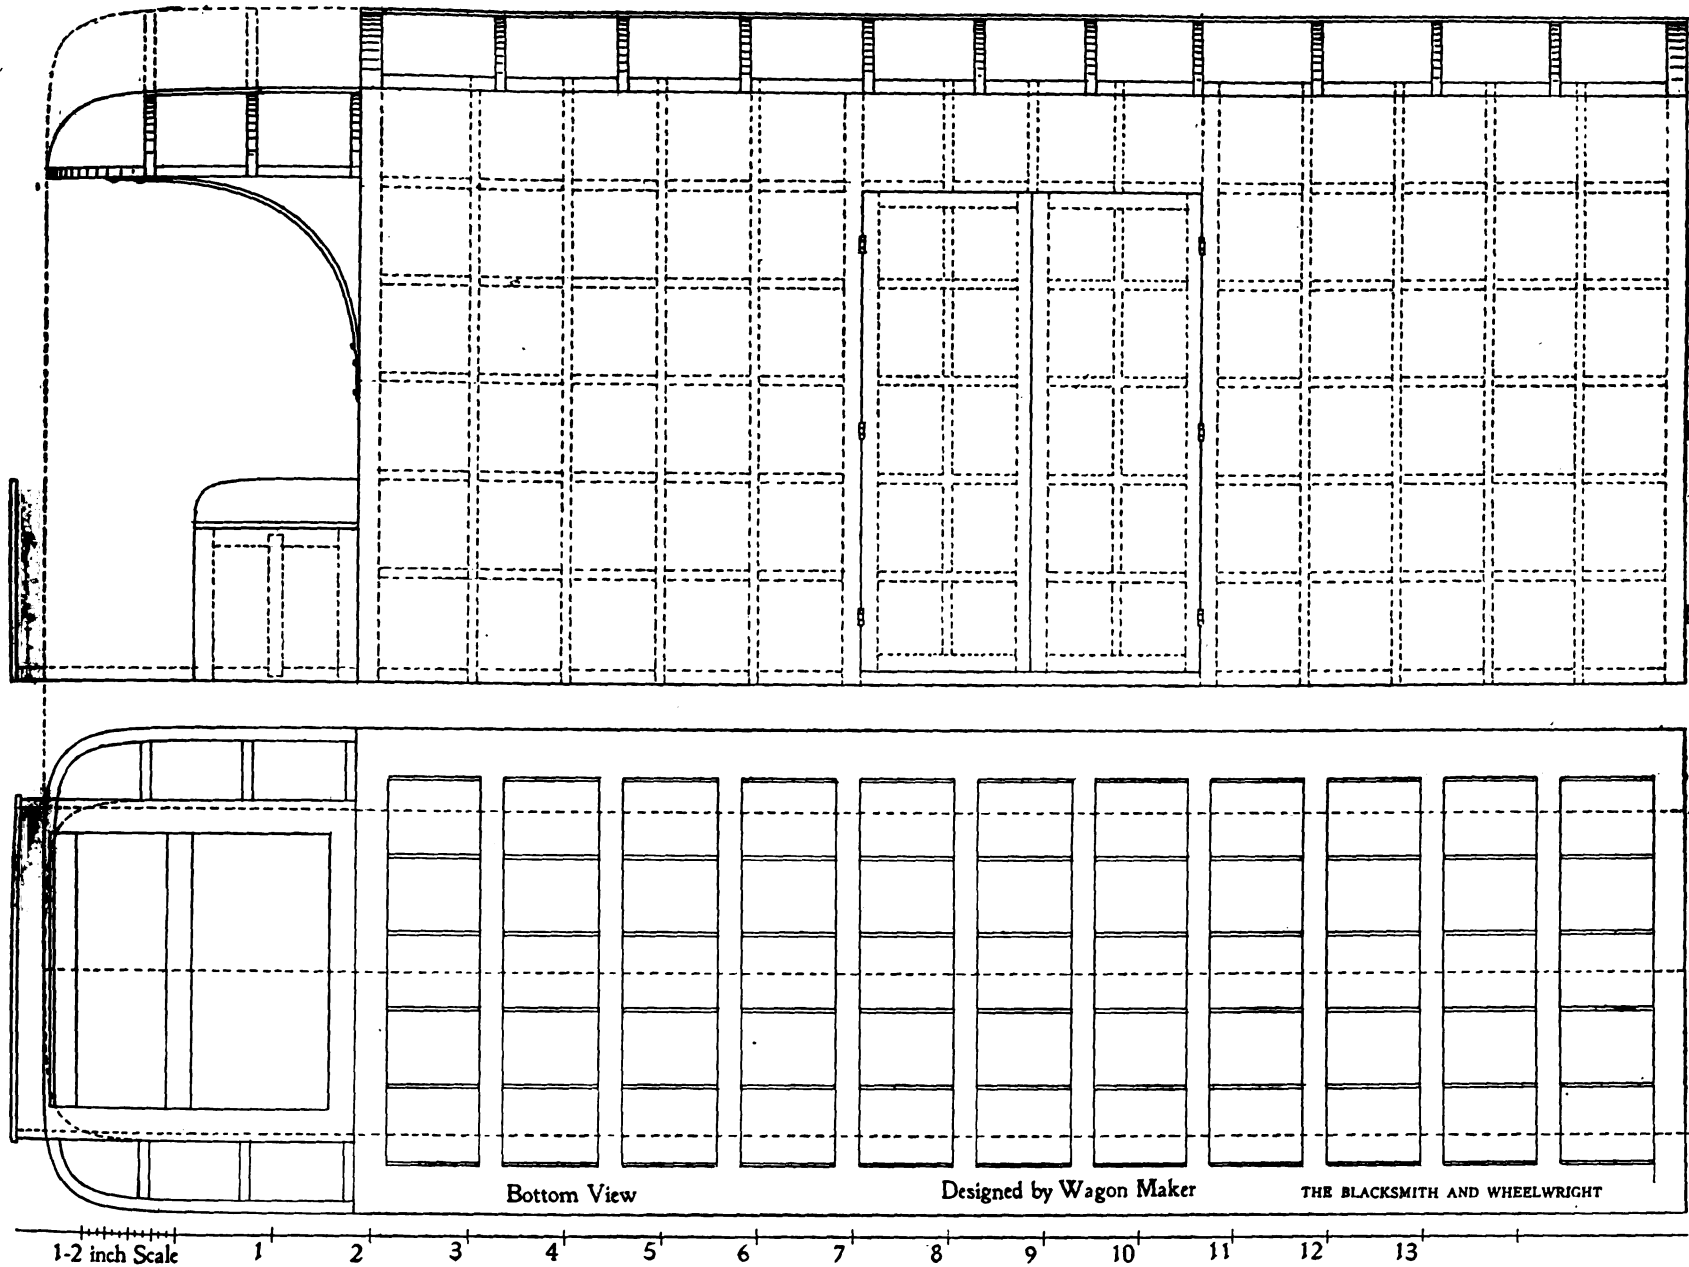 Bottom View
Designed by Wagon Maker
THE BLACKSMITH AND WHEELWRIGHT
1-2 inch Scale 1 2 3 4 5 6 7 8 9 10 11 12 13